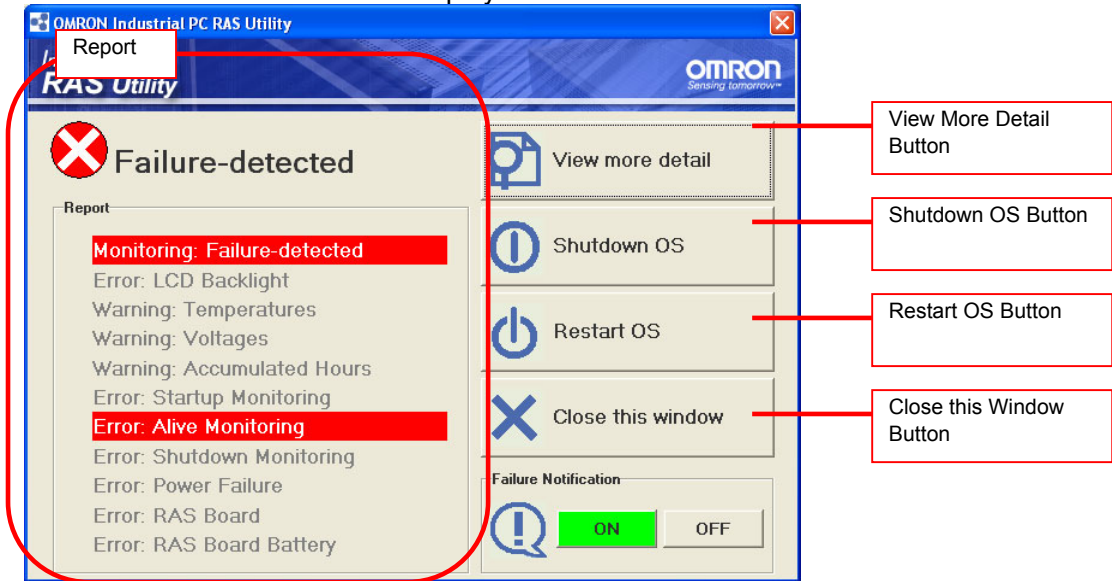 OMRON Industrial PC RAS Utility
Report
RAS Utility
OMRON
Sensing tomorrow™
Failure-detected
Report
Monitoring: Failure-detected
Error: LCD Backlight
Warning: Temperatures
Warning: Voltages
Warning: Accumulated Hours
Error: Startup Monitoring
Error: Alive Monitoring
Error: Shutdown Monitoring
Error: Power Failure
Error: RAS Board
Error: RAS Board Battery
View more detail
Shutdown OS
Restart OS
Close this window
Failure Notification
ON
OFF
View More Detail
Button
Shutdown OS Button
Restart OS Button
Close this Window
Button